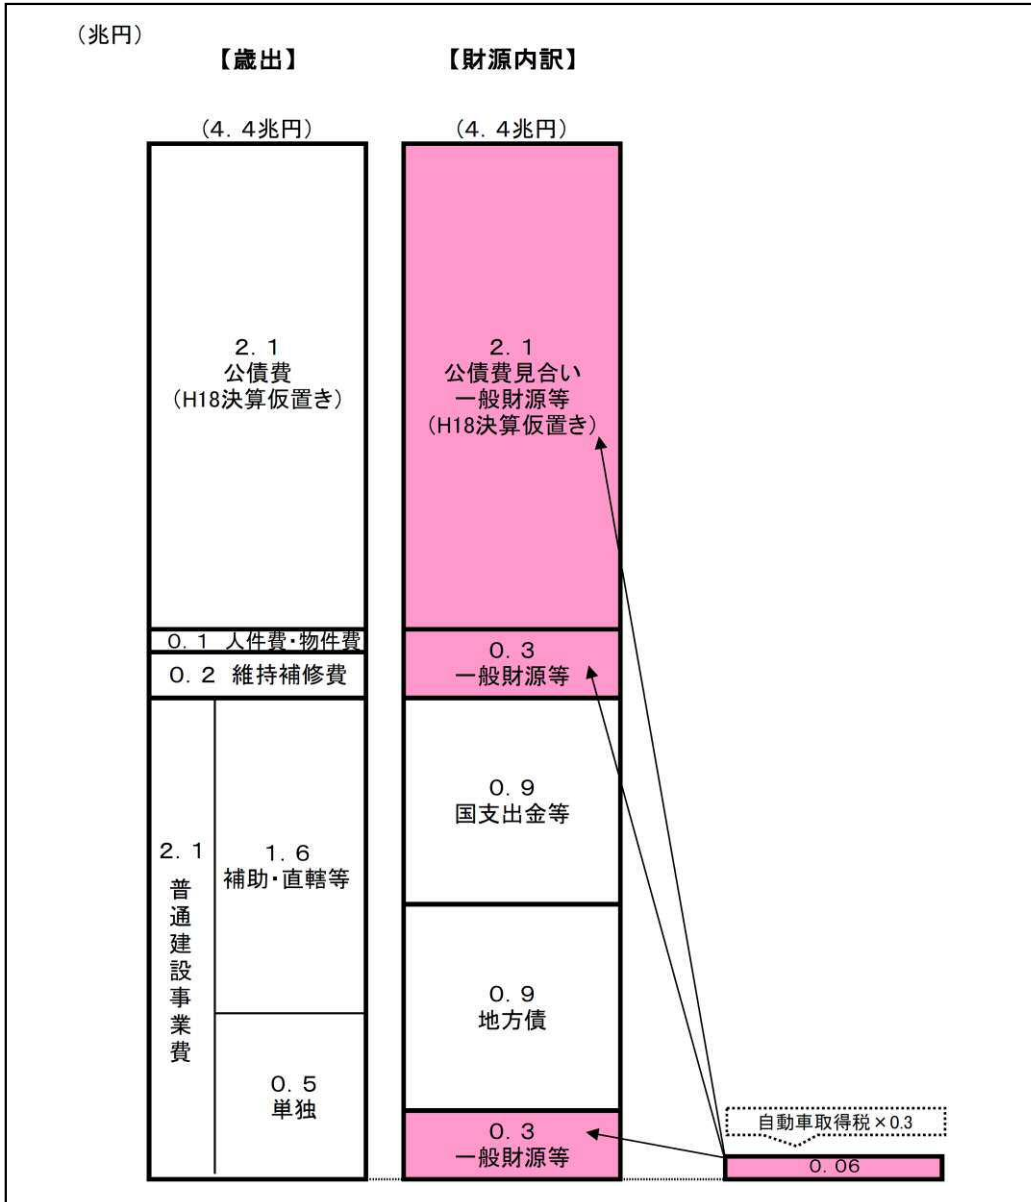 （兆円）
【歳出】
（4．4兆円）
2．1
公債費
（H18決算仮置き）
0．1 人件費・物件費
0．2 維持補修費
2．1
普通建設事業費
1．6
補助・直轄等
0．5
単独
【財源内訳】
（4．4兆円）
2．1
公債費見合い
一般財源等
（H18決算仮置き）
0．3
一般財源等
0．9
国支出金等
0．9
地方債
0．3
一般財源等
自動車取得税×0.3
0．06